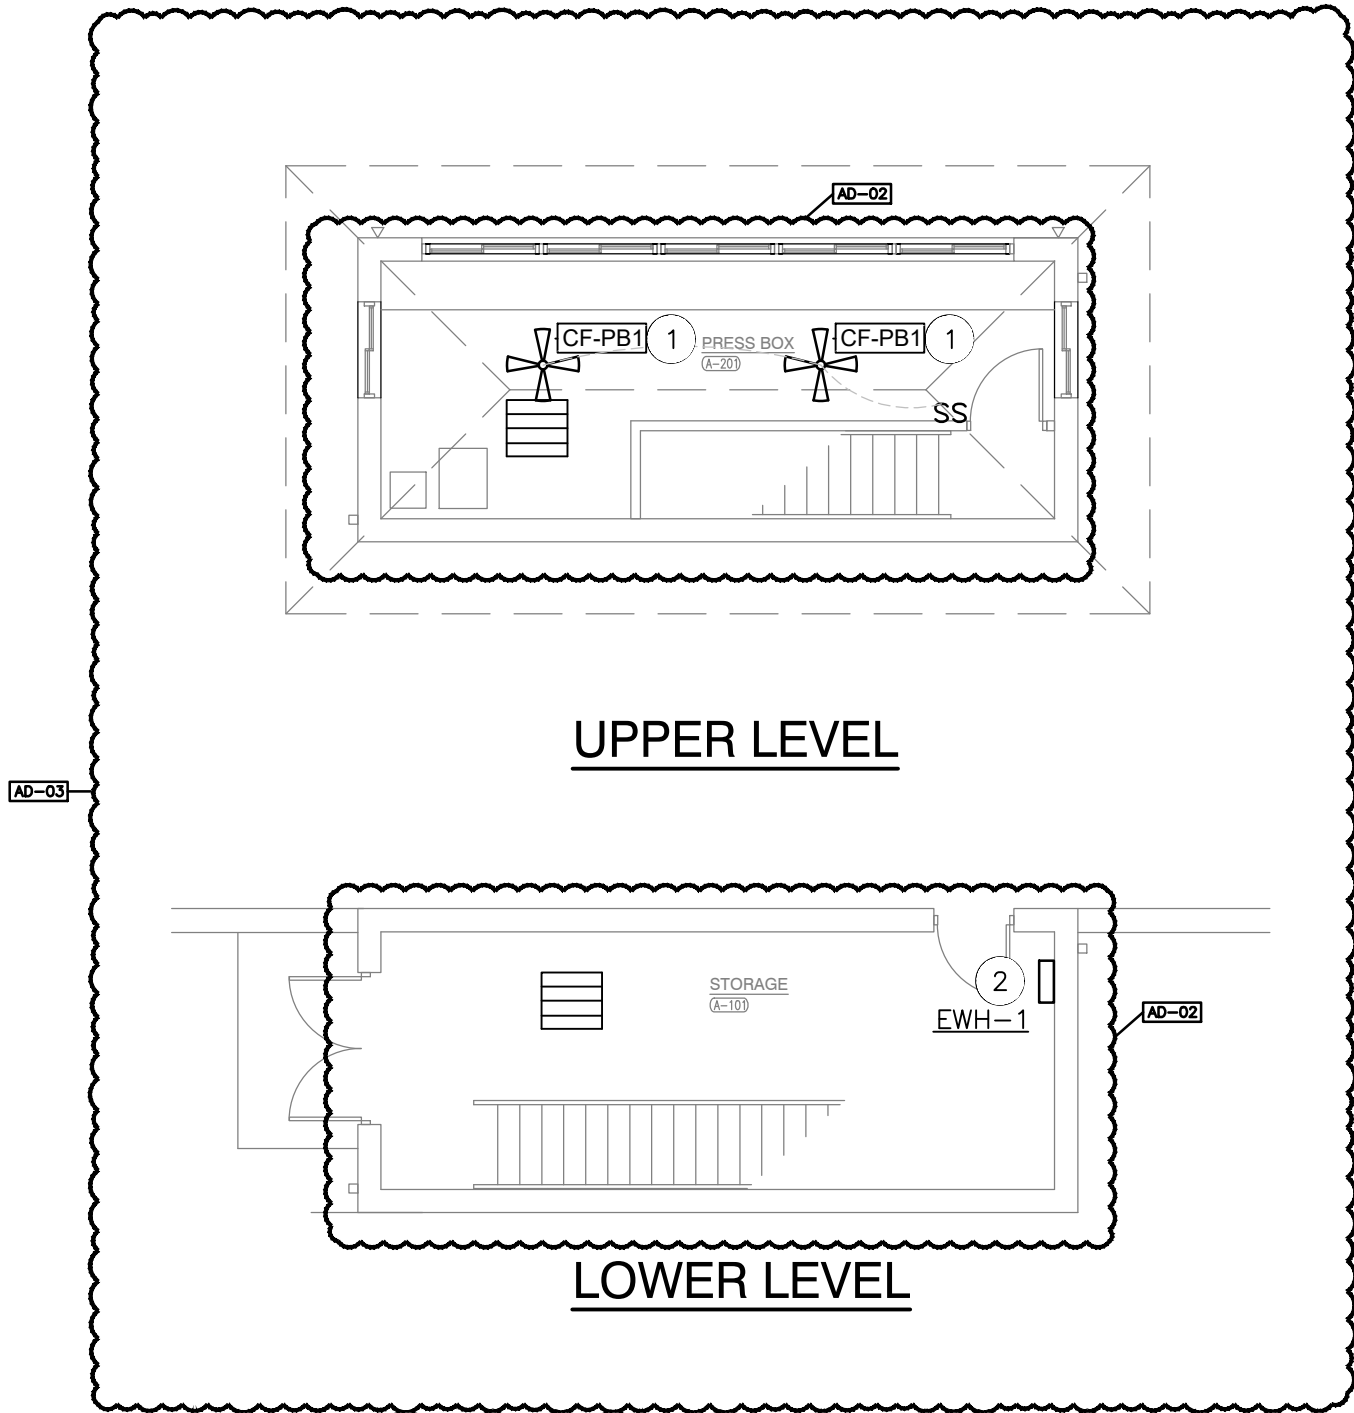 AD-02
CF-PB1 1 PRESS BOX CF-PB1 1
A-201
SS
UPPER LEVEL
AD-03
STORAGE 2
A-101 AD-02
EWH-1
LOWER LEVEL